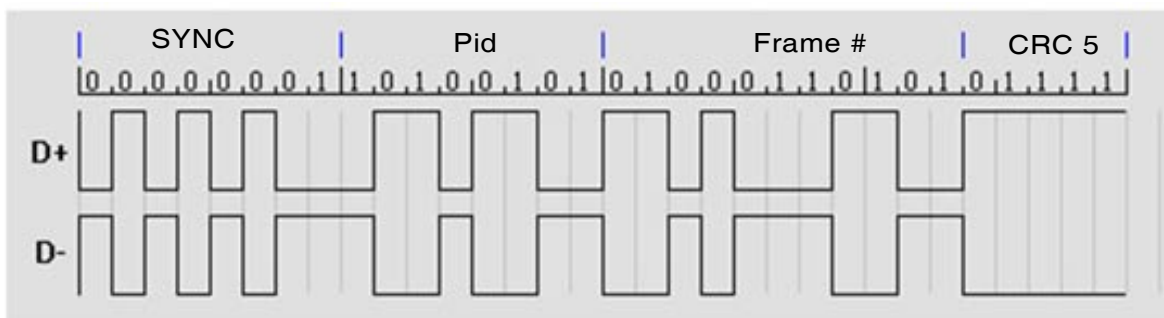 SYNC Pid Frame # CRC 5
0 0 0 0 0 0 0 1 1 0 1 0 0 1 0 1 0 1 0 0 0 1 1 0 1 0 1 0 1 1 1 1
D+
D-